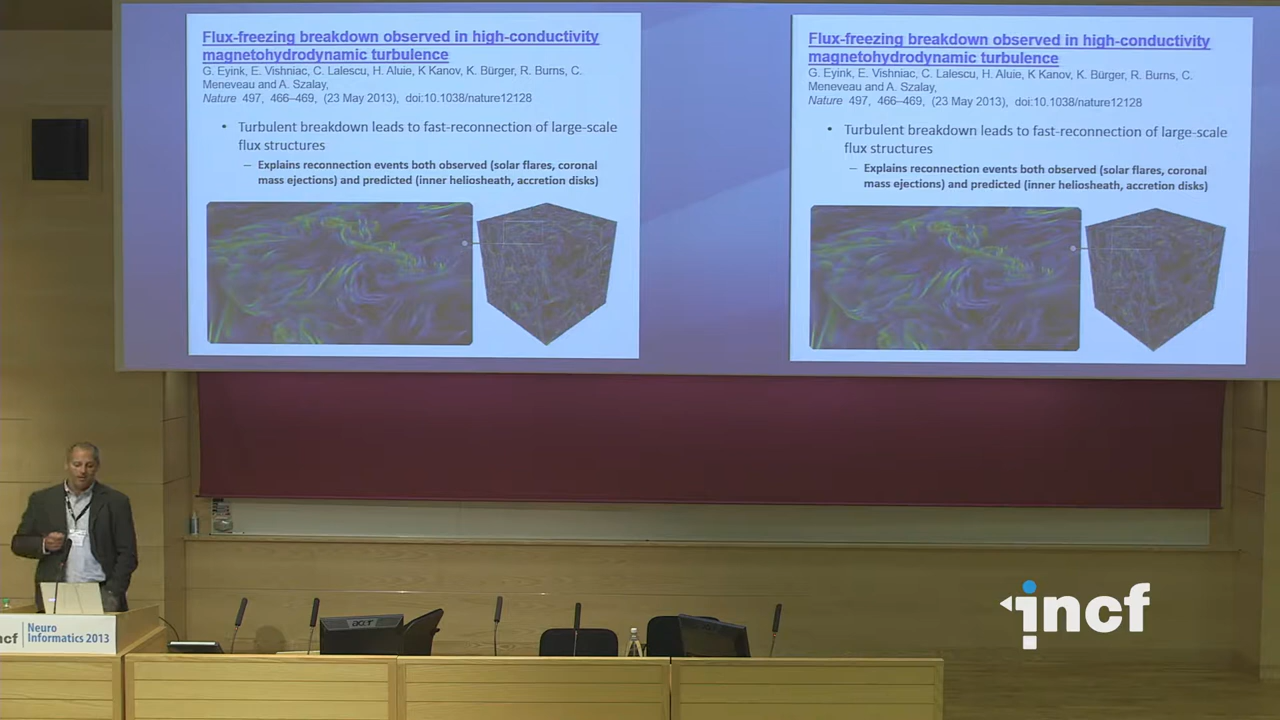 Flux-freezing breakdown observed in high-conductivity
magnetohydrodynamic turbulence
G. Eyink, E. Vishniac, C. Lalescu, H. Aluie, K Kanov, K. Bürger, R. Burns, C.
Meneveau and A. Szalay,
Nature 497, 466–469, (23 May 2013), doi:10.1038/nature12128
• Turbulent breakdown leads to fast-reconnection of large-scale
flux structures
– Explains reconnection events both observed (solar flares, coronal
mass ejections) and predicted (inner heliosheath, accretion disks)
Flux-freezing breakdown observed in high-conductivity
magnetohydrodynamic turbulence
G. Eyink, E. Vishniac, C. Lalescu, H. Aluie, K Kanov, K. Bürger, R. Burns, C.
Meneveau and A. Szalay,
Nature 497, 466–469, (23 May 2013), doi:10.1038/nature12128
• Turbulent breakdown leads to fast-reconnection of large-scale
flux structures
– Explains reconnection events both observed (solar flares, coronal
mass ejections) and predicted (inner heliosheath, accretion disks)
ncf
Neuro
Informatics 2013
acer
incf